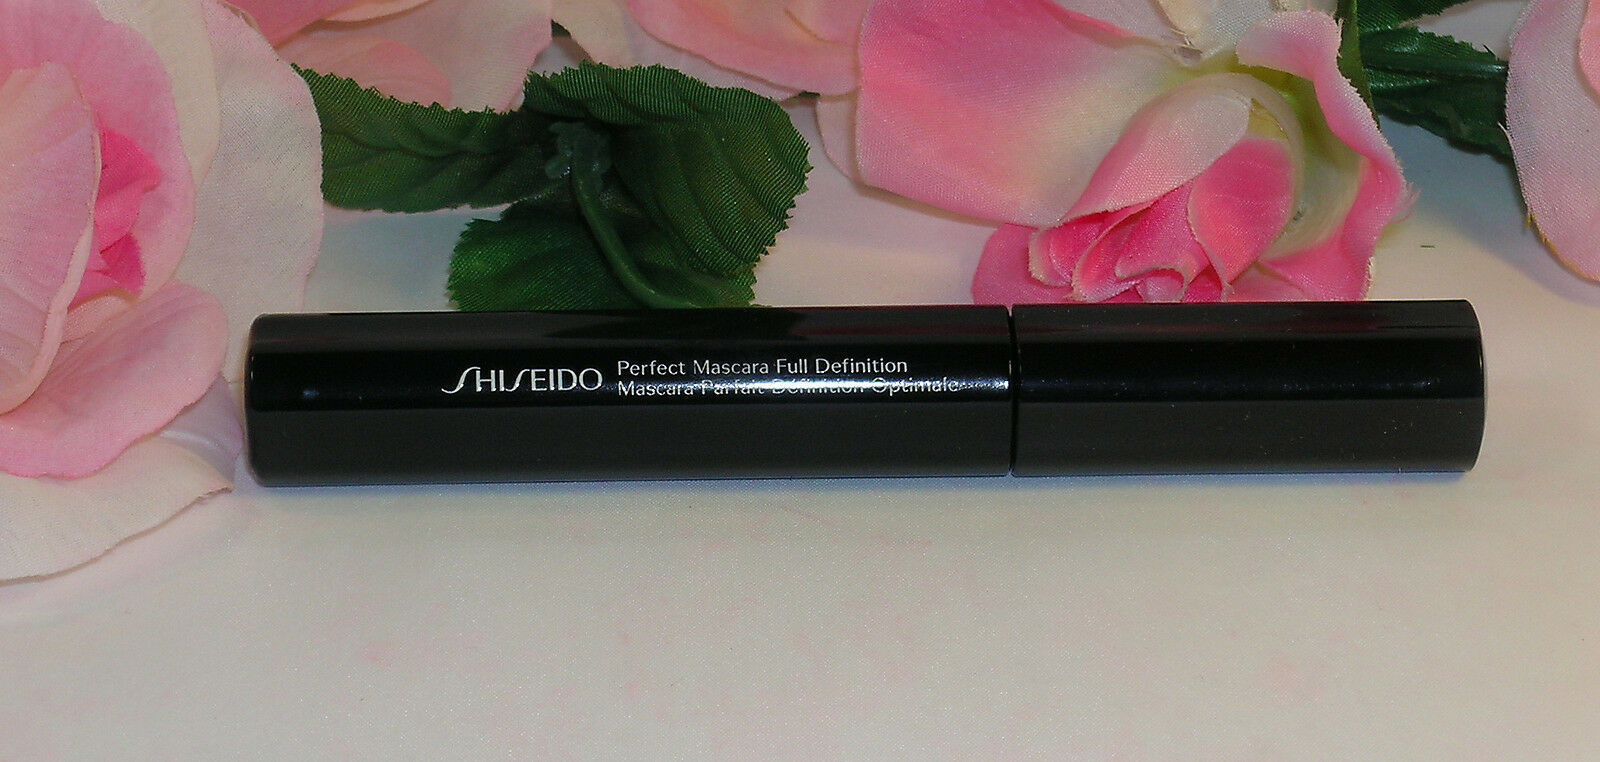 SHISEIDO
Perfect Mascara Full Definition
Mascara Parfait Définition Optimale